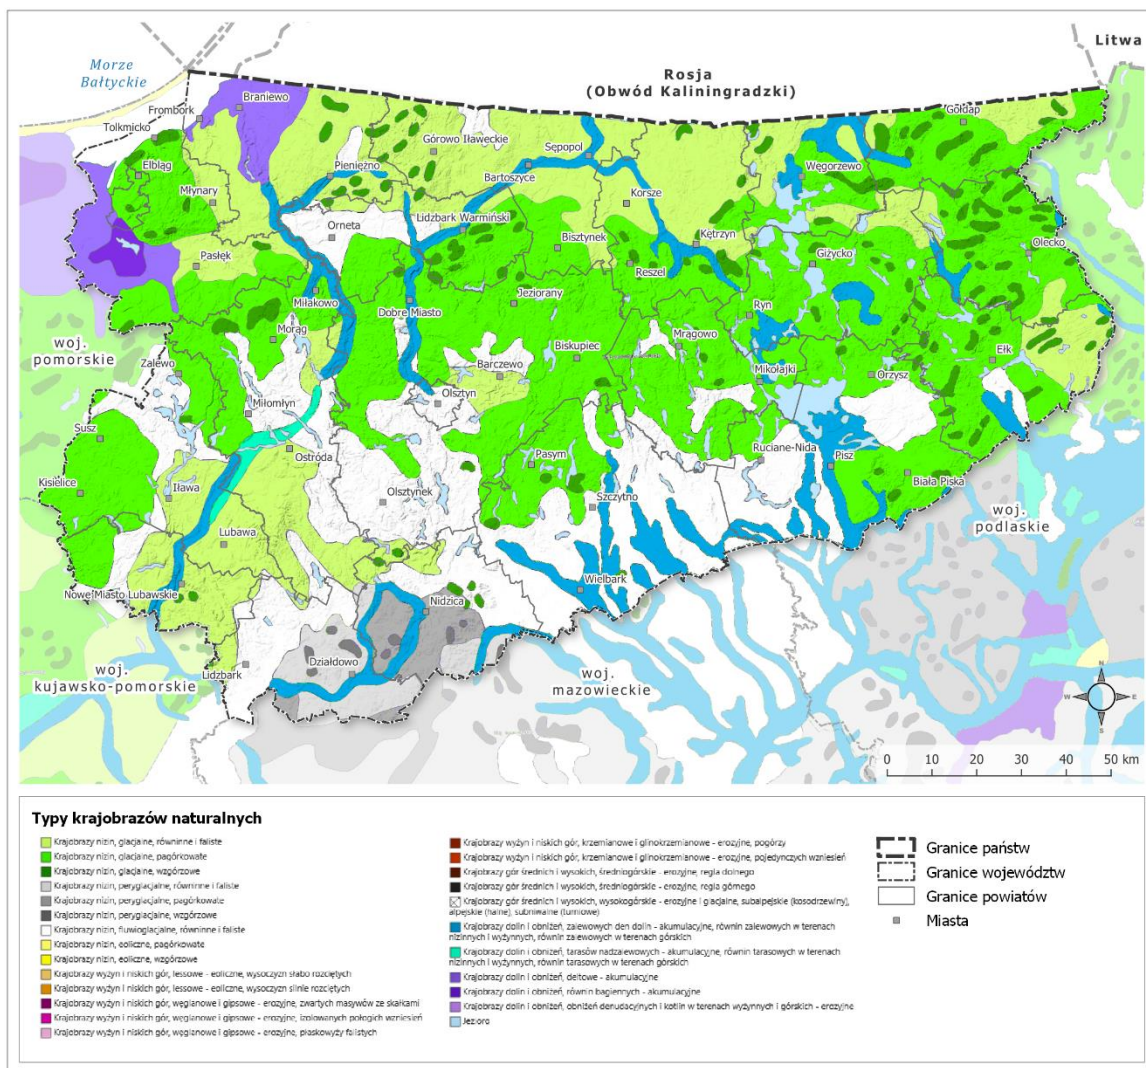 Morze
Bałtyckie
Litwa
Rosja
(Obwód Kaliningradzki)
Braniewo
Frombork
Tolkmicko
Gołdap
Elbląg
Górowo Iławeckie
Sępopol
Pieniężno
Węgorzewo
Bartoszyce
Młynary
Korsze
Lidzbark Warmiński
Orneta
Bisztynek
Kętrzyn
Olecko
Pasłęk
Reszel
Giżycko
Miłakowo
Jeziorany
Dobre Miasto
Ryn
woj.
pomorskie
Morąg
Mrągowo
Zalewo
Biskupiec
Ełk
Barczewo
Mikołajki
Orzysz
Miłomłyn
Olsztyn
Susz
Ostróda
Pasym
Ruciane-Nida
Pisz
Kisielice
Iława
Biała Piska
Olsztynek
Szczytno
woj.
podlaskie
Lubawa
Nowe Miasto Lubawskie
Wielbark
Nidzica
woj.
kujawsko-pomorskie
Lidzbark
Działdowo
woj.
mazowieckie
N
W
E
S
0 10 20 30 40 50 km
Typy krajobrazów naturalnych
Krajobrazy nizin, glacjalne, równinne i faliste
Krajobrazy nizin, glacjalne, pagórkowate
Krajobrazy nizin, glacjalne, wzgórzowe
Krajobrazy nizin, peryglacjalne, równinne i faliste
Krajobrazy nizin, peryglacjalne, pagórkowate
Krajobrazy nizin, peryglacjalne, wzgórzowe
Krajobrazy nizin, fluwioglacjalne, równinne i faliste
Krajobrazy nizin, eoliczne, pagórkowate
Krajobrazy nizin, eoliczne, wzgórzowe
Krajobrazy wyżyn i niskich gór, lessowe - eoliczne, wysoczyzn słabo rozciętych
Krajobrazy wyżyn i niskich gór, lessowe - eoliczne, wysoczyzn silnie rozciętych
Krajobrazy wyżyn i niskich gór, węglanowe i gipsowe - erozyjne, zwartych masywów ze skałkami
Krajobrazy wyżyn i niskich gór, węglanowe i gipsowe - erozyjne, izolowanych połogich wzniesień
Krajobrazy wyżyn i niskich gór, węglanowe i gipsowe - erozyjne, płaskowyży falistych
Krajobrazy wyżyn i niskich gór, krzemianowe i glinokrzemianowe - erozyjne, pogórzy
Krajobrazy wyżyn i niskich gór, krzemianowe i glinokrzemianowe - erozyjne, pojedynczych wzniesień
Krajobrazy gór średnich i wysokich, średniogórskie - erozyjne, regla dolnego
Krajobrazy gór średnich i wysokich, średniogórskie - erozyjne, regla górnego
Krajobrazy gór średnich i wysokich, wysokogórskie - erozyjne i glacjalne, subalpejskie (kosodrzewiny),
alpejskie (halne), subniwalne (turniowe)
Krajobrazy dolin i obniżeń, zalewowych den dolin - akumulacyjne, równin zalewowych w terenach
nizinnych i wyżynnych, równin zalewowych w terenach górskich
Krajobrazy dolin i obniżeń, tarasów nadzalewowych - akumulacyjne, równin tarasowych w terenach
nizinnych i wyżynnych, równin tarasowych w terenach górskich
Krajobrazy dolin i obniżeń, deltowe - akumulacyjne
Krajobrazy dolin i obniżeń, równin bagiennych - akumulacyjne
Krajobrazy dolin i obniżeń, obniżeń denudacyjnych i kotlin w terenach wyżynnych i górskich - erozyjne
Jeziora
Granice państw
Granice województw
Granice powiatów
Miasta